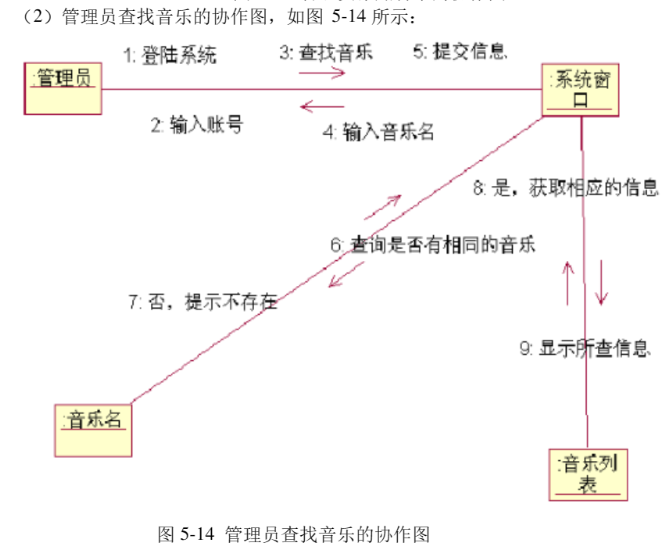 （2）管理员查找音乐的协作图，如图 5-14 所示：
1: 登陆系统
3: 查找音乐
5: 提交信息
:管理员
:系统窗
口
2: 输入账号
4: 输入音乐名
8: 是，获取相应的信息
6: 查询是否有相同的音乐
7: 否，提示不存在
9: 显示所查信息
:音乐名
:音乐列
表
图 5-14 管理员查找音乐的协作图